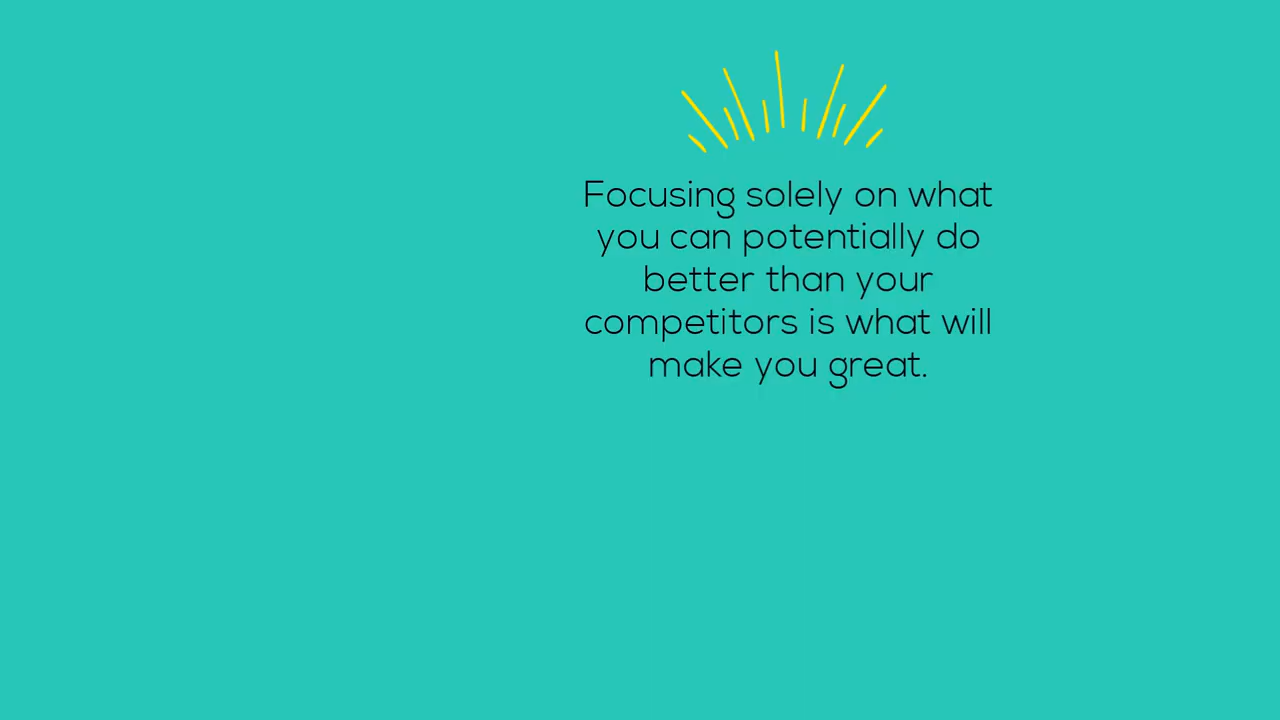 Focusing solely on what
you can potentially do
better than your
competitors is what will
make you great.